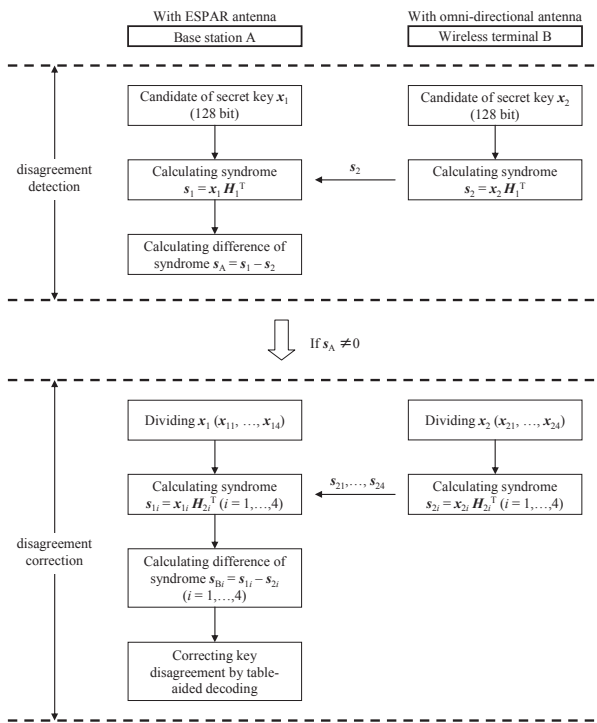 With ESPAR antenna
With omni-directional antenna
Base station A
Wireless terminal B
disagreement
detection
Candidate of secret key x₁
(128 bit)
Candidate of secret key x₂
(128 bit)
Calculating syndrome
s₁ = x₁ H₁ᵀ
s₂
Calculating syndrome
s₂ = x₂ H₁ᵀ
Calculating difference of
syndrome s_A = s₁ – s₂
If s_A ≠0
disagreement
correction
Dividing x₁ (x₁₁, …, x₁₄)
Dividing x₂ (x₂₁, …, x₂₄)
Calculating syndrome
s₁ᵢ = x₁ᵢ H₂ᵢᵀ (i = 1,…,4)
s₂₁,…, s₂₄
Calculating syndrome
s₂ᵢ = x₂ᵢ H₂ᵢᵀ (i = 1,…,4)
Calculating difference of
syndrome s_Bi = s₁ᵢ – s₂ᵢ
(i = 1,…,4)
Correcting key
disagreement by table-
aided decoding